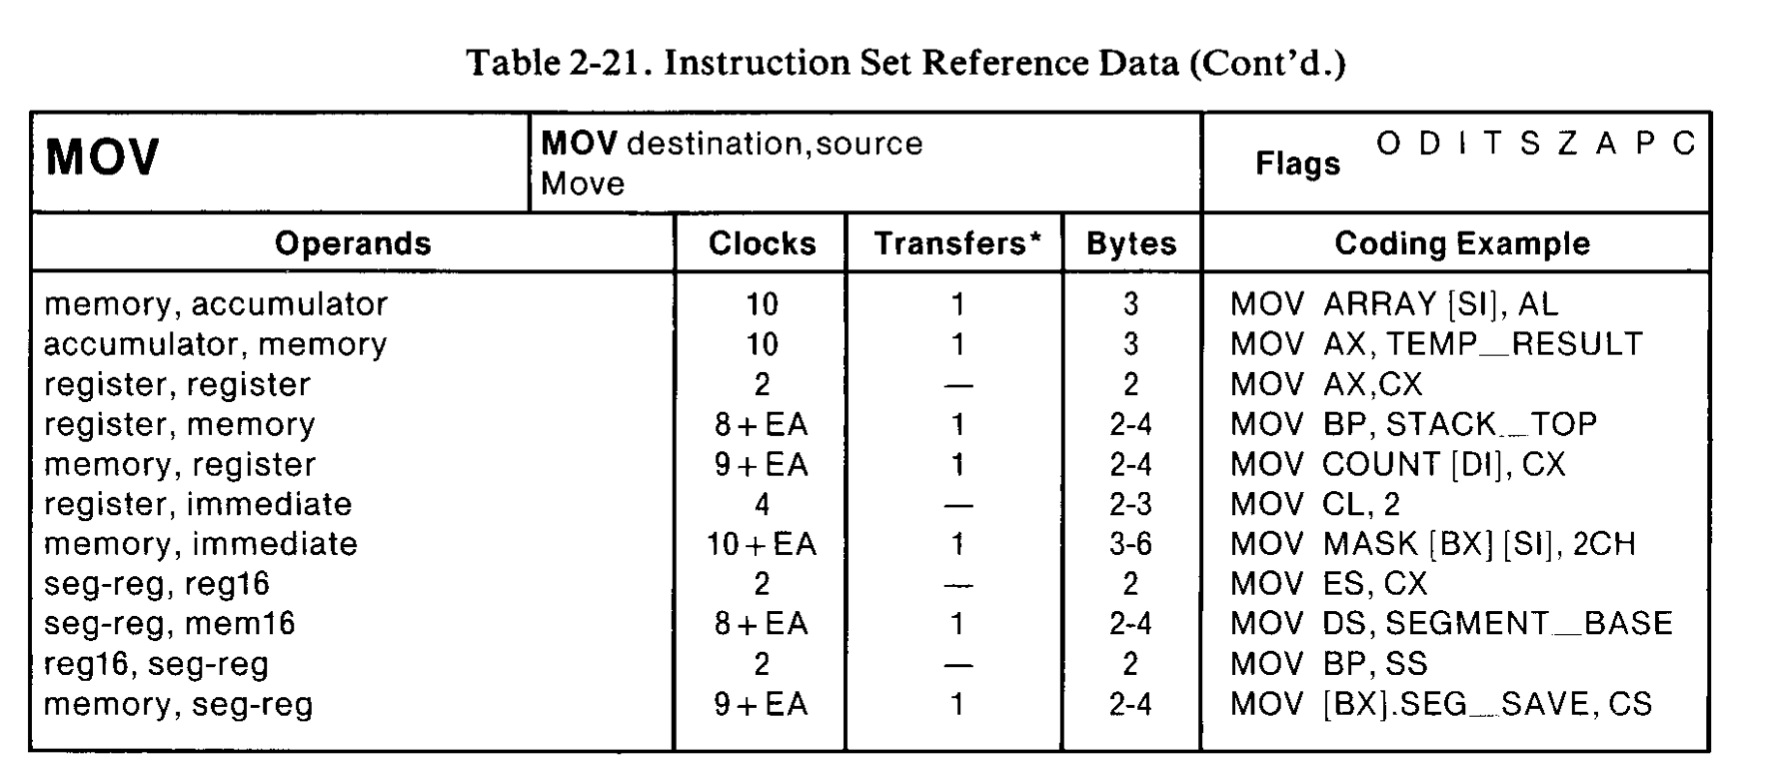 Table 2-21. Instruction Set Reference Data (Cont'd.)
MOV
MOV destination,source
Move
Flags O D I T S Z A P C
Operands Clocks Transfers* Bytes Coding Example
memory, accumulator 10 1 3 MOV ARRAY [SI], AL
accumulator, memory 10 1 3 MOV AX, TEMP__RESULT
register, register 2 — 2 MOV AX,CX
register, memory 8+EA 1 2-4 MOV BP, STACK__TOP
memory, register 9+EA 1 2-4 MOV COUNT [DI], CX
register, immediate 4 — 2-3 MOV CL, 2
memory, immediate 10+EA 1 3-6 MOV MASK [BX] [SI], 2CH
seg-reg, reg16 2 — 2 MOV ES, CX
seg-reg, mem16 8+EA 1 2-4 MOV DS, SEGMENT__BASE
reg16, seg-reg 2 — 2 MOV BP, SS
memory, seg-reg 9+EA 1 2-4 MOV [BX].SEG__SAVE, CS